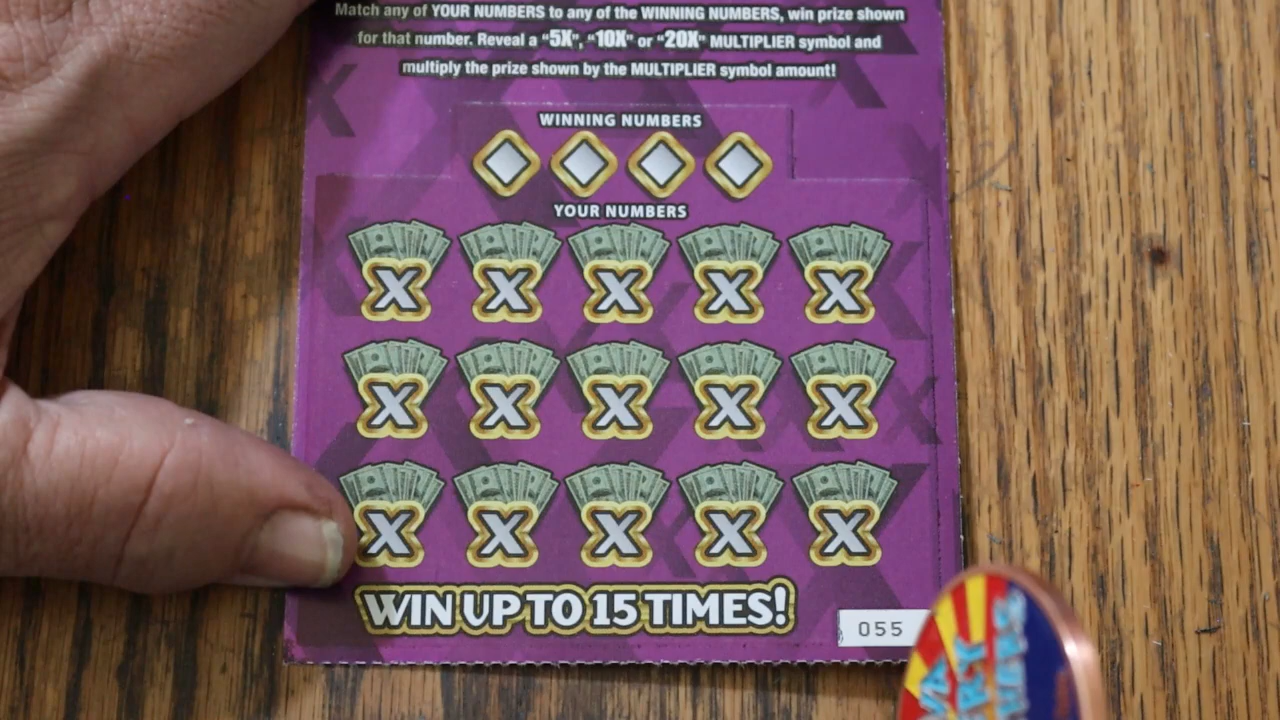 Match any of YOUR NUMBERS to any of the WINNING NUMBERS, win prize shown
for that number. Reveal a "5X", "10X" or "20X" MULTIPLIER symbol and
multiply the prize shown by the MULTIPLIER symbol amount!
WINNING NUMBERS
YOUR NUMBERS
X X X X X
X X X X X
X X X X X
WIN UP TO 15 TIMES!
055